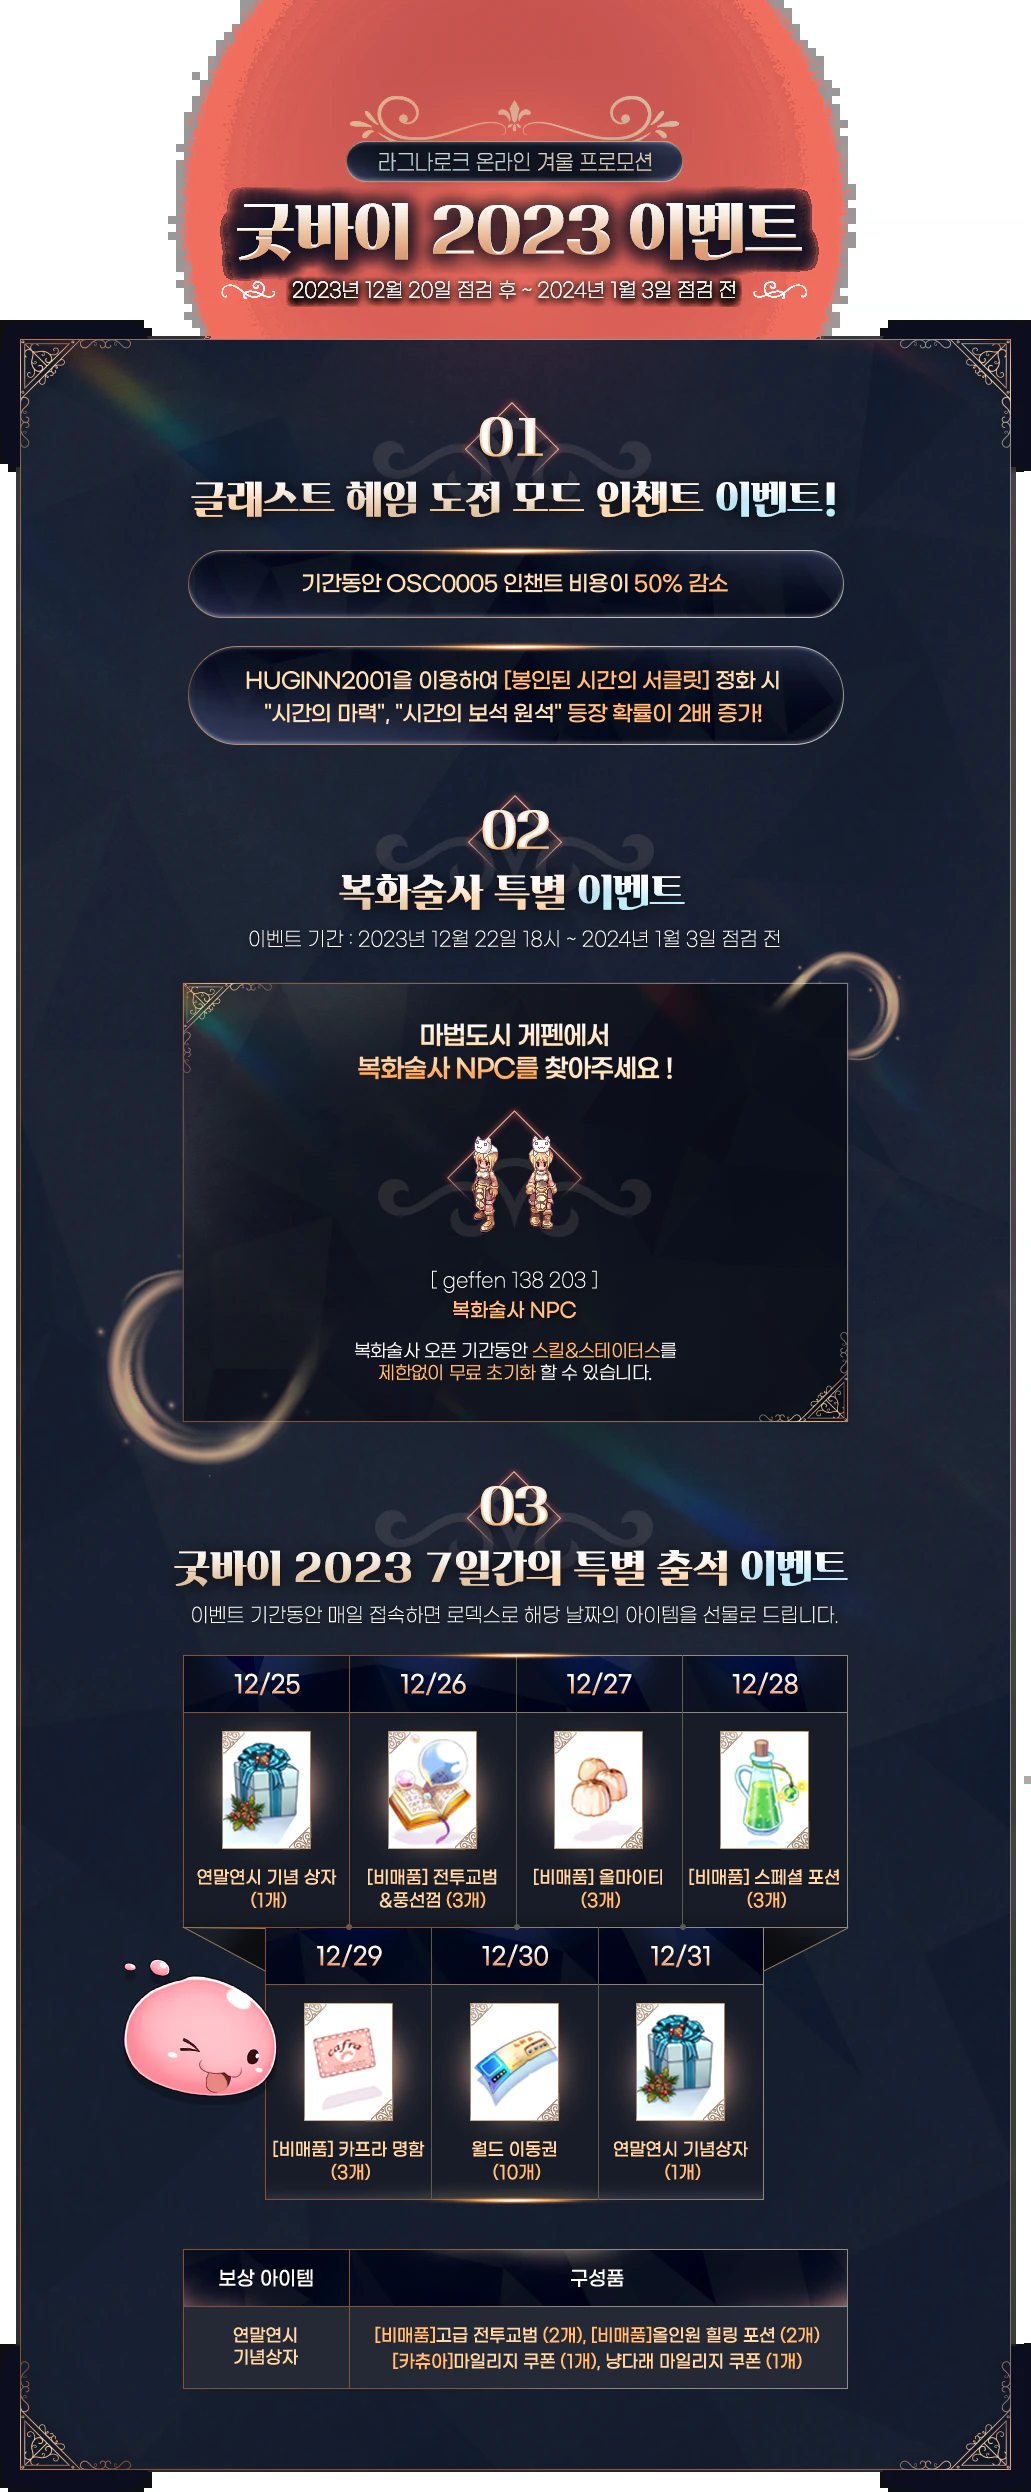 라그나로크 온라인 겨울 프로모션
굿바이 2023 이벤트
2023년 12월 20일 점검 후 ~ 2024년 1월 3일 점검 전
01
글래스트 헤임 도전 모드 인챈트 이벤트!
기간동안 OSC0005 인챈트 비용이 50% 감소
HUGINN2001을 이용하여 [봉인된 시간의 서클릿] 정화 시
"시간의 마력", "시간의 보석 원석" 등장 확률이 2배 증가!
02
복화술사 특별 이벤트
이벤트 기간 : 2023년 12월 22일 18시 ~ 2024년 1월 3일 점검 전
마법도시 게펜에서
복화술사 NPC를 찾아주세요 !
[ geffen 138 203 ]
복화술사 NPC
복화술사 오픈 기간동안 스킬&스테이터스를
제한없이 무료 초기화 할 수 있습니다.
03
굿바이 2023 7일간의 특별 출석 이벤트
이벤트 기간동안 매일 접속하면 로덱스로 해당 날짜의 아이템을 선물로 드립니다.
12/25 12/26 12/27 12/28
연말연시 기념 상자 [비매품] 전투교범 [비매품] 올마이티 [비매품] 스페셜 포션
(1개) &풍선껌 (3개) (3개) (3개)
12/29 12/30 12/31
cafra
[비매품] 카프라 명함 월드 이동권 연말연시 기념상자
(3개) (10개) (1개)
보상 아이템 구성품
연말연시 [비매품]고급 전투교범 (2개), [비매품]올인원 힐링 포션 (2개)
기념상자 [카츄아]마일리지 쿠폰 (1개), 냥다래 마일리지 쿠폰 (1개)